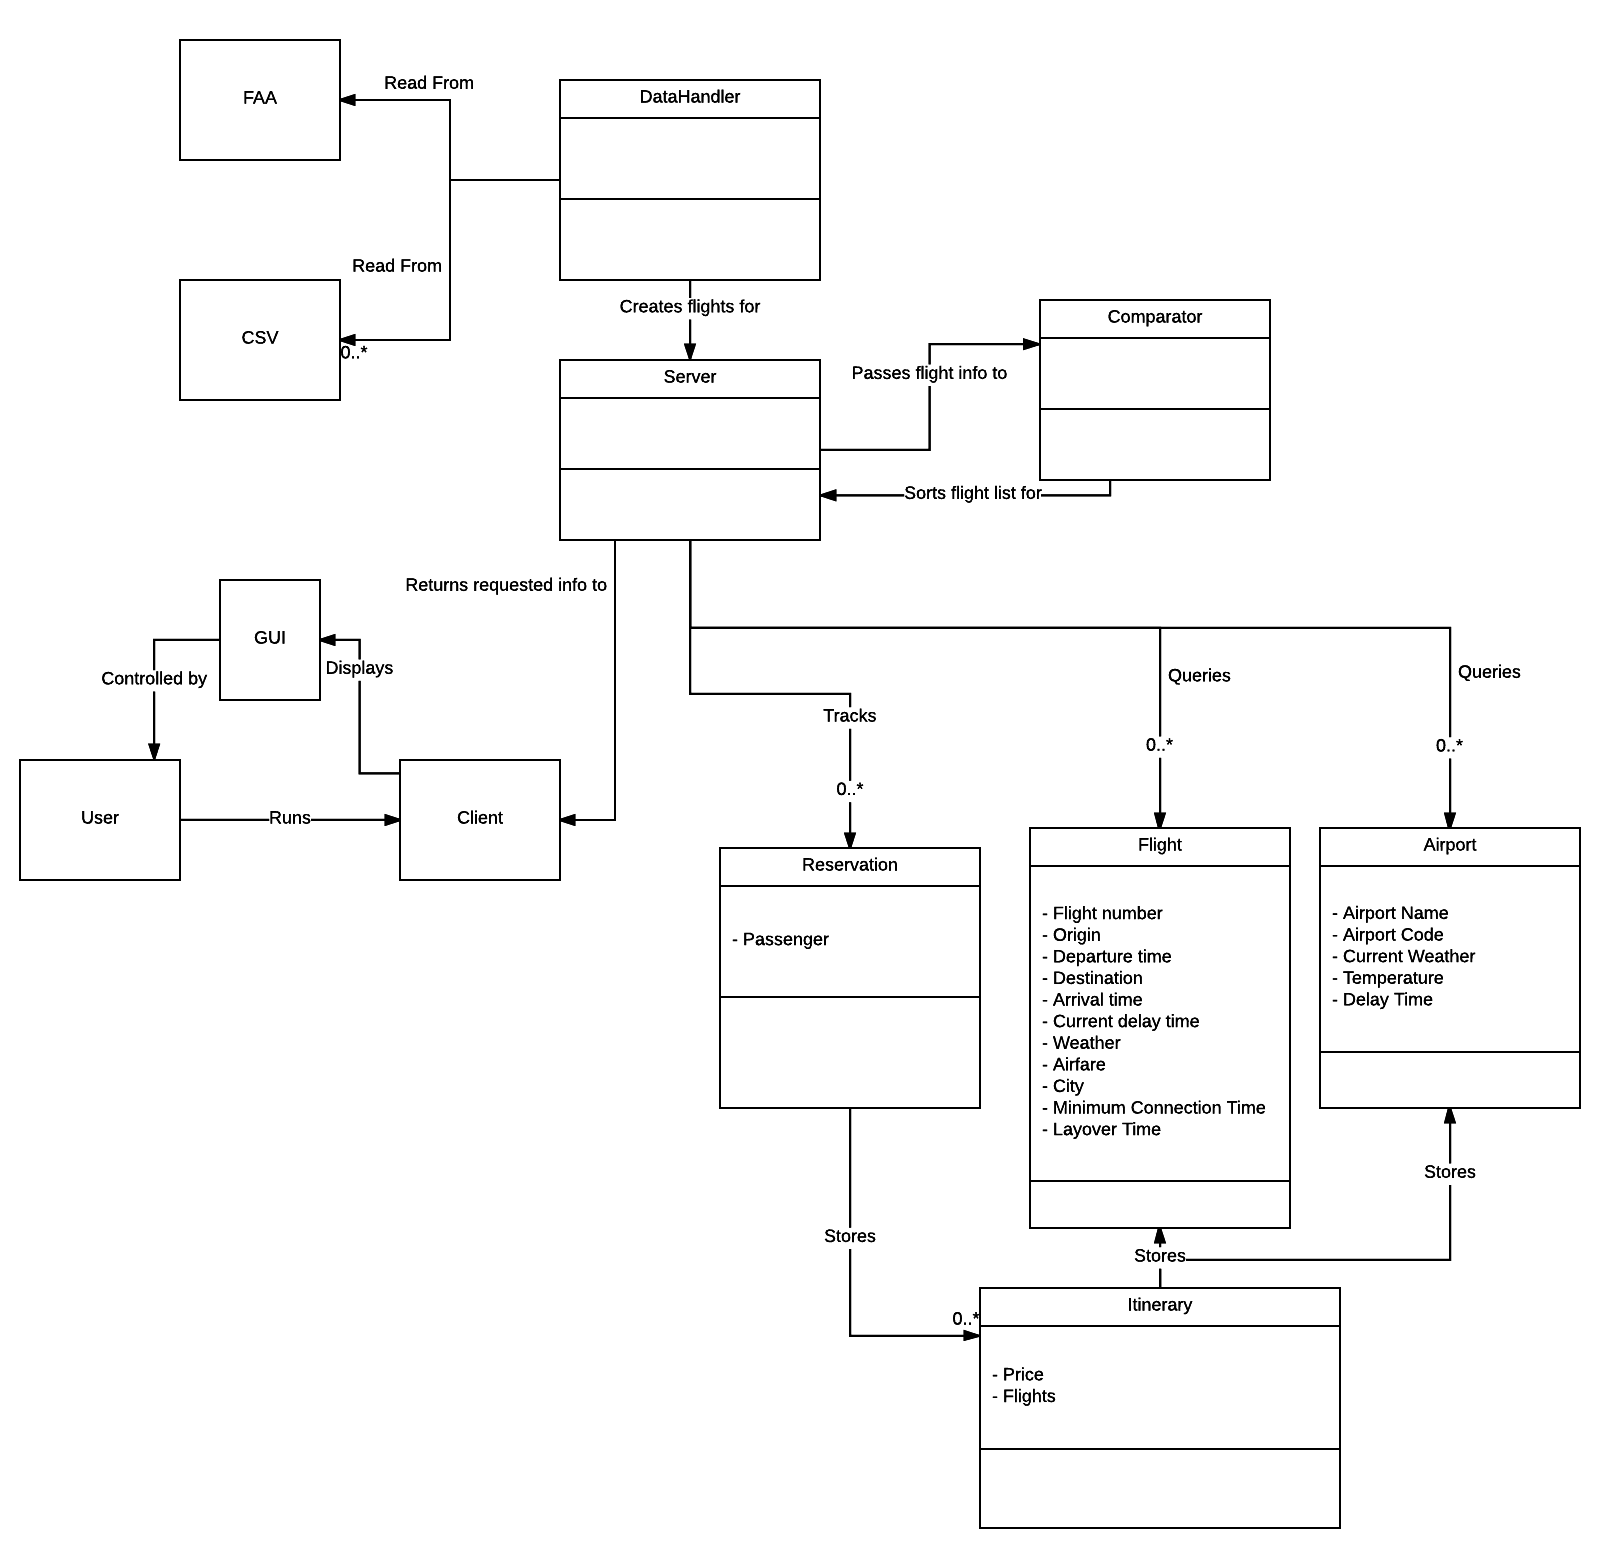 Read From
FAA
DataHandler
Read From
Creates flights for
CSV
0..*
Comparator
Server
Passes flight info to
Sorts flight list for
Returns requested info to
GUI
Displays
Controlled by
Queries
Queries
Tracks
0..*
0..*
0..*
User
Runs
Client
Reservation
- Passenger
Flight
- Flight number
- Origin
- Departure time
- Destination
- Arrival time
- Current delay time
- Weather
- Airfare
- City
- Minimum Connection Time
- Layover Time
Airport
- Airport Name
- Airport Code
- Current Weather
- Temperature
- Delay Time
Stores
Stores
Stores
0..*
Itinerary
- Price
- Flights